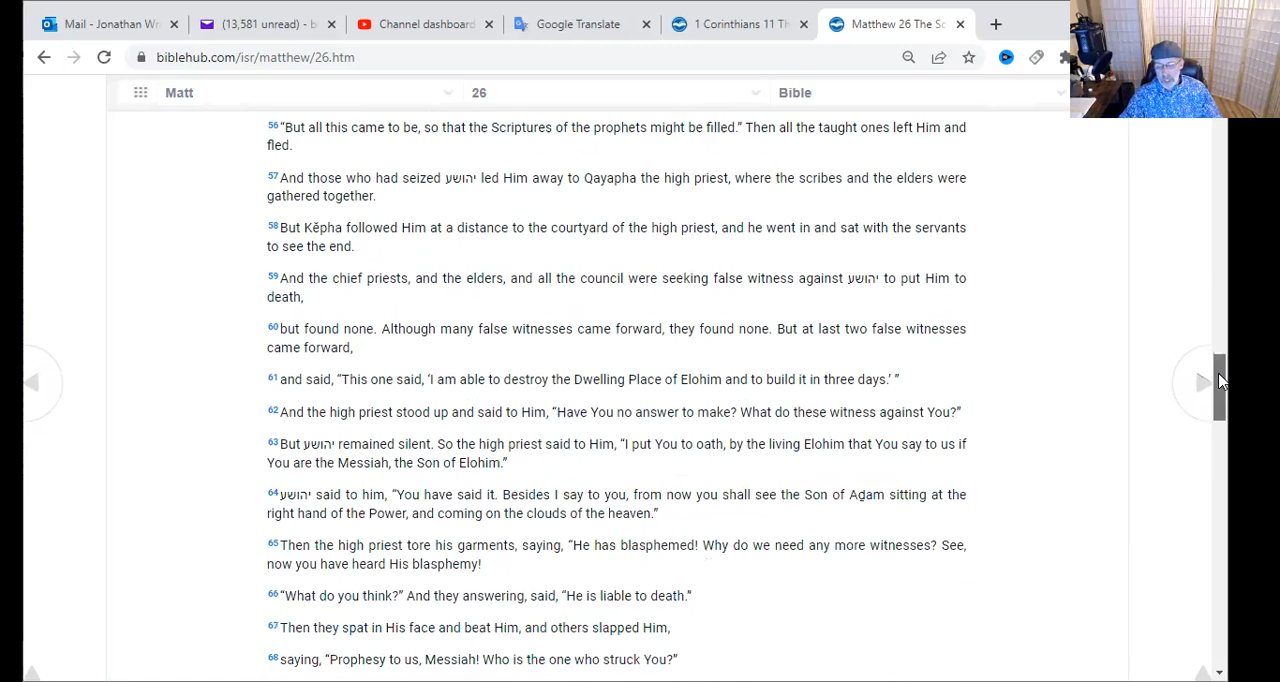 Mail - Jonathan W
(13,581 unread) - b
Channel dashboard
Google Translate
1 Corinthians 11 Th
Matthew 26 The Sc
biblehub.com/isr/matthew/26.htm
Matt
26
Bible
56 “But all this came to be, so that the Scriptures of the prophets might be filled.” Then all the taught ones left Him and
fled.
57 And those who had seized יהושע led Him away to Qayapha the high priest, where the scribes and the elders were
gathered together.
58 But Kĕpha followed Him at a distance to the courtyard of the high priest, and he went in and sat with the servants
to see the end.
59 And the chief priests, and the elders, and all the council were seeking false witness against יהושע to put Him to
death,
60 but found none. Although many false witnesses came forward, they found none. But at last two false witnesses
came forward,
61 and said, “This one said, ‘I am able to destroy the Dwelling Place of Elohim and to build it in three days.’ ”
62 And the high priest stood up and said to Him, “Have You no answer to make? What do these witness against You?”
63 But יהושע remained silent. So the high priest said to Him, “I put You to oath, by the living Elohim that You say to us if
You are the Messiah, the Son of Elohim.”
64 יהושע said to him, “You have said it. Besides I say to you, from now you shall see the Son of Aḏam sitting at the
right hand of the Power, and coming on the clouds of the heaven.”
65 Then the high priest tore his garments, saying, “He has blasphemed! Why do we need any more witnesses? See,
now you have heard His blasphemy!
66 “What do you think?” And they answering, said, “He is liable to death.”
67 Then they spat in His face and beat Him, and others slapped Him,
68 saying, “Prophesy to us, Messiah! Who is the one who struck You?”